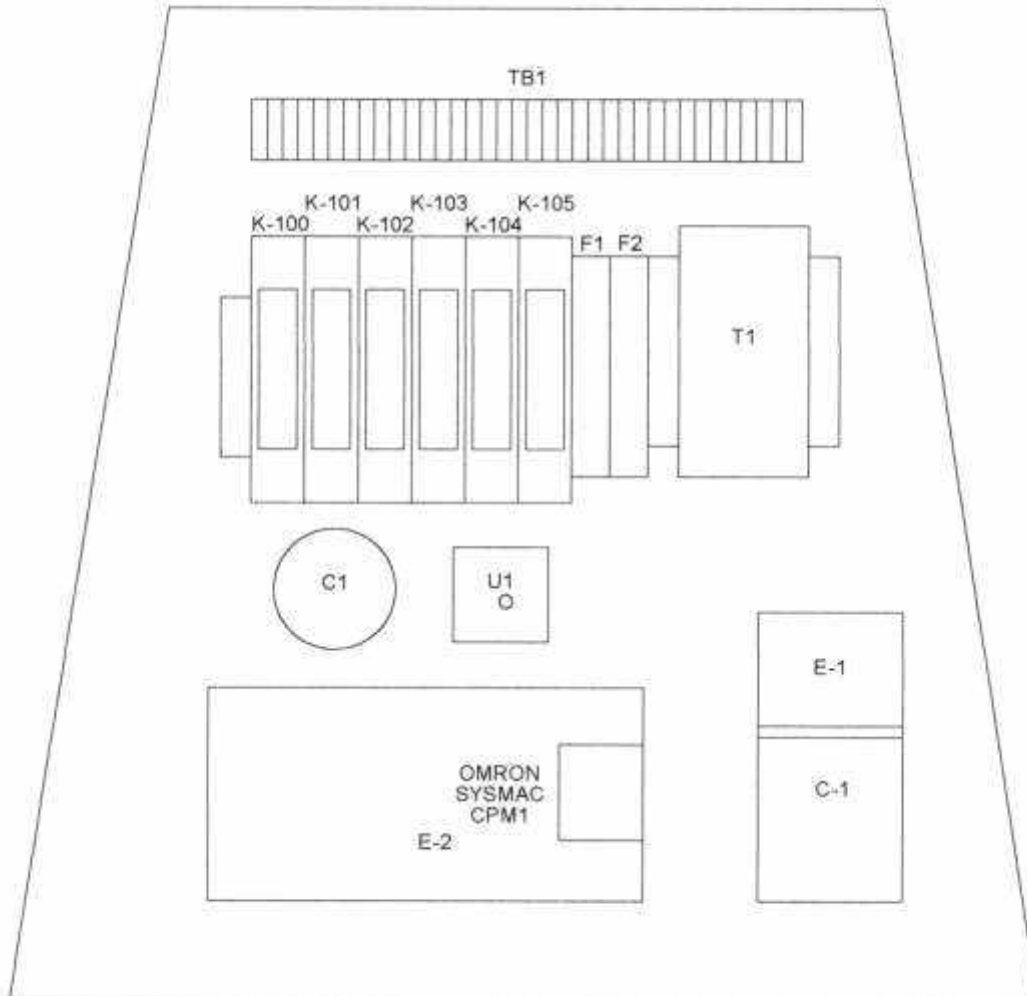 TB1
K-101 K-103 K-105
K-100 K-102 K-104
F1 F2
T1
C1
U1
O
E-1
OMRON
SYSMAC
CPM1
C-1
E-2